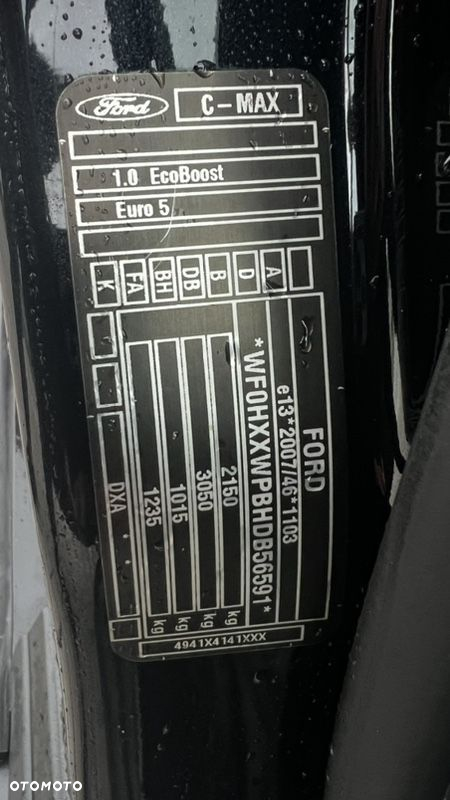 Ford
C-MAX
1.0 EcoBoost
Euro 5
K FA BH DB B D A
FORD
e13*2007/46*1103
*WF0HXXWPBHDB56591*
2150 kg
3050 kg
1015 kg
1235 kg
DXA
4941X4141XXX
OTOMOTO